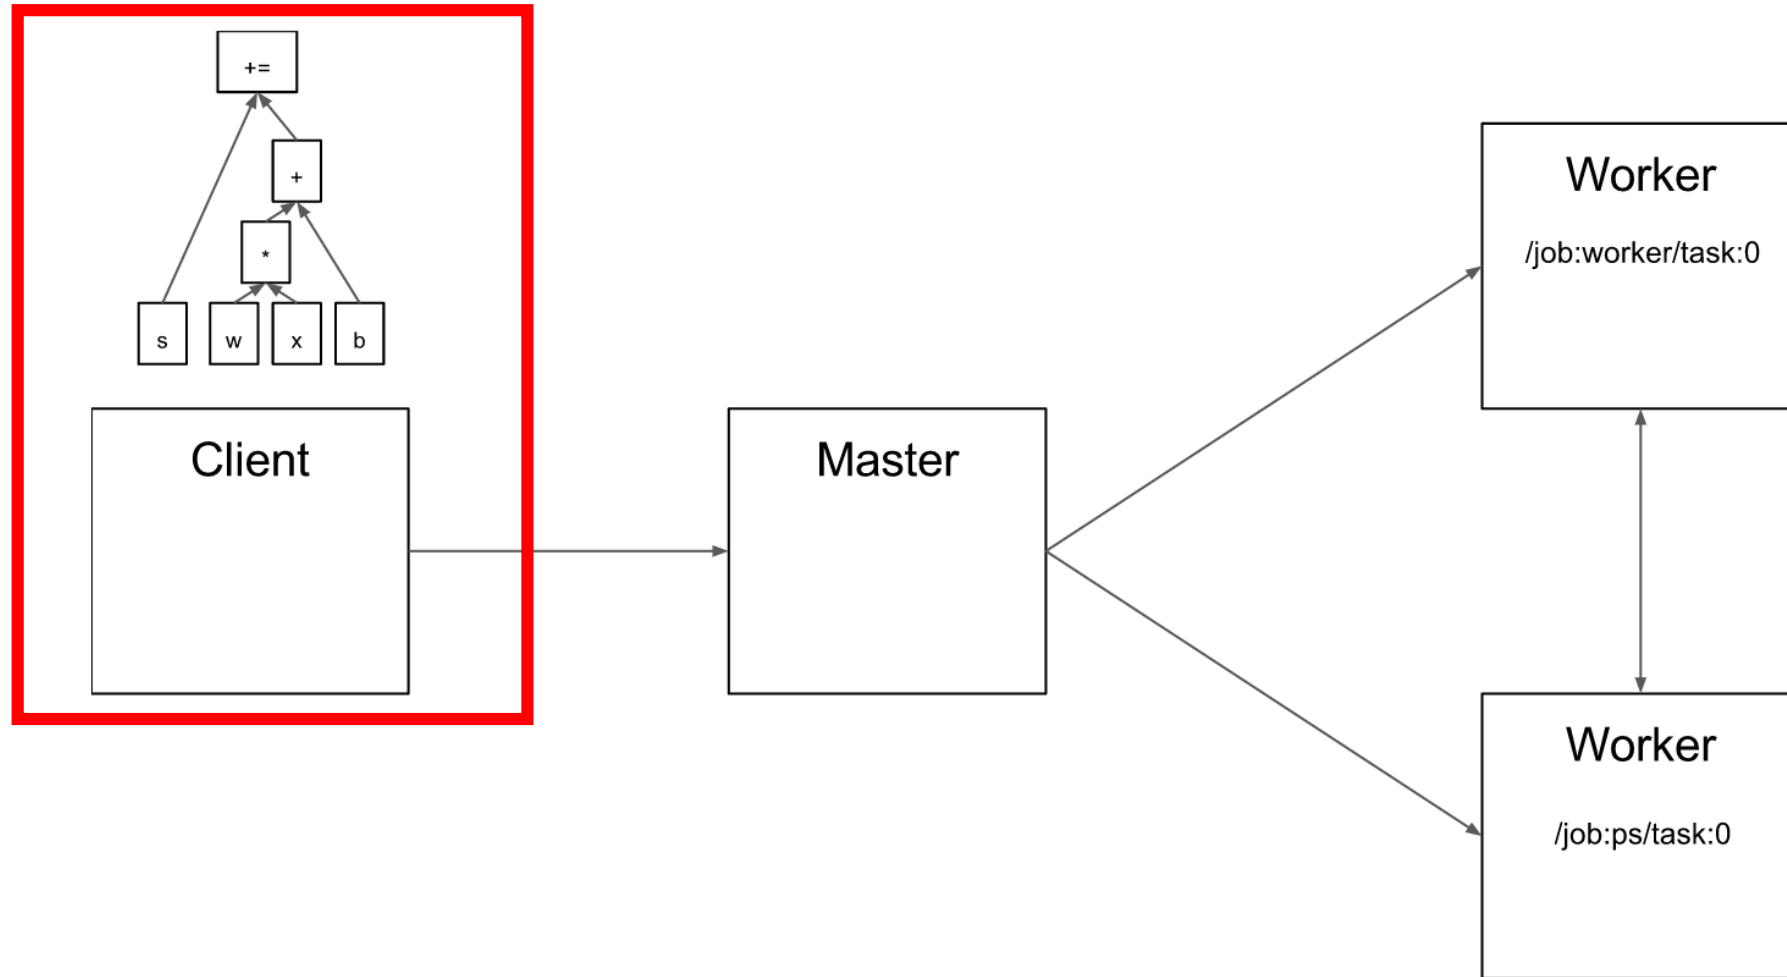 +=
+
*
s
w
x
b
Client
Master
Worker
/job:worker/task:0
Worker
/job:ps/task:0